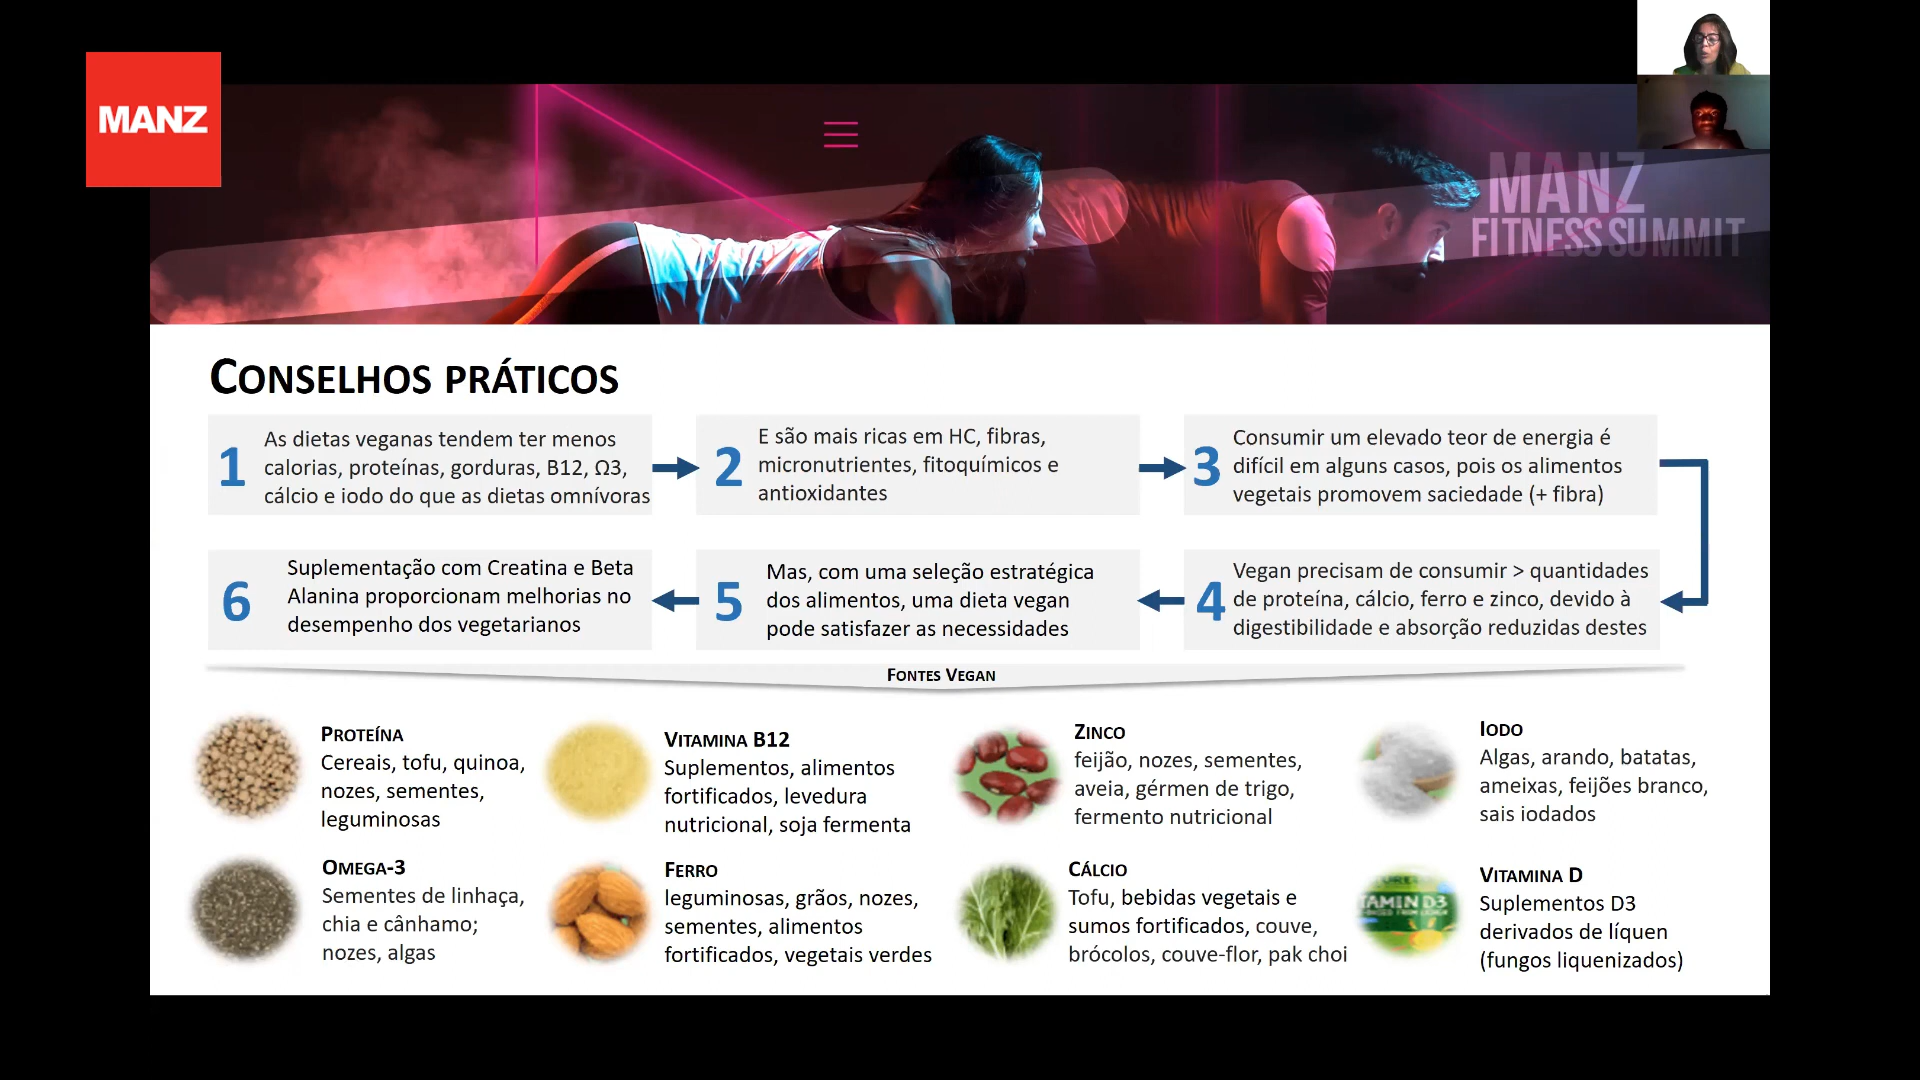 MANZ
MANZ
FITNESS SUMMIT
CONSELHOS PRÁTICOS
1
As dietas veganas tendem ter menos
calorias, proteínas, gorduras, B12, Ω3,
cálcio e iodo do que as dietas omnívoras
2
E são mais ricas em HC, fibras,
micronutrientes, fitoquímicos e
antioxidantes
3
Consumir um elevado teor de energia é
difícil em alguns casos, pois os alimentos
vegetais promovem saciedade (+ fibra)
4
Vegan precisam de consumir > quantidades
de proteína, cálcio, ferro e zinco, devido à
digestibilidade e absorção reduzidas destes
5
Mas, com uma seleção estratégica
dos alimentos, uma dieta vegan
pode satisfazer as necessidades
6
Suplementação com Creatina e Beta
Alanina proporcionam melhorias no
desempenho dos vegetarianos
FONTES VEGAN
PROTEÍNA
Cereais, tofu, quinoa,
nozes, sementes,
leguminosas
VITAMINA B12
Suplementos, alimentos
fortificados, levedura
nutricional, soja fermenta
ZINCO
feijão, nozes, sementes,
aveia, gérmen de trigo,
fermento nutricional
IODO
Algas, arando, batatas,
ameixas, feijões branco,
sais iodados
OMEGA-3
Sementes de linhaça,
chia e cânhamo;
nozes, algas
FERRO
leguminosas, grãos, nozes,
sementes, alimentos
fortificados, vegetais verdes
CÁLCIO
Tofu, bebidas vegetais e
sumos fortificados, couve,
brócolos, couve-flor, pak choi
AMIN D3
VITAMINA D
Suplementos D3
derivados de líquen
(fungos liquenizados)